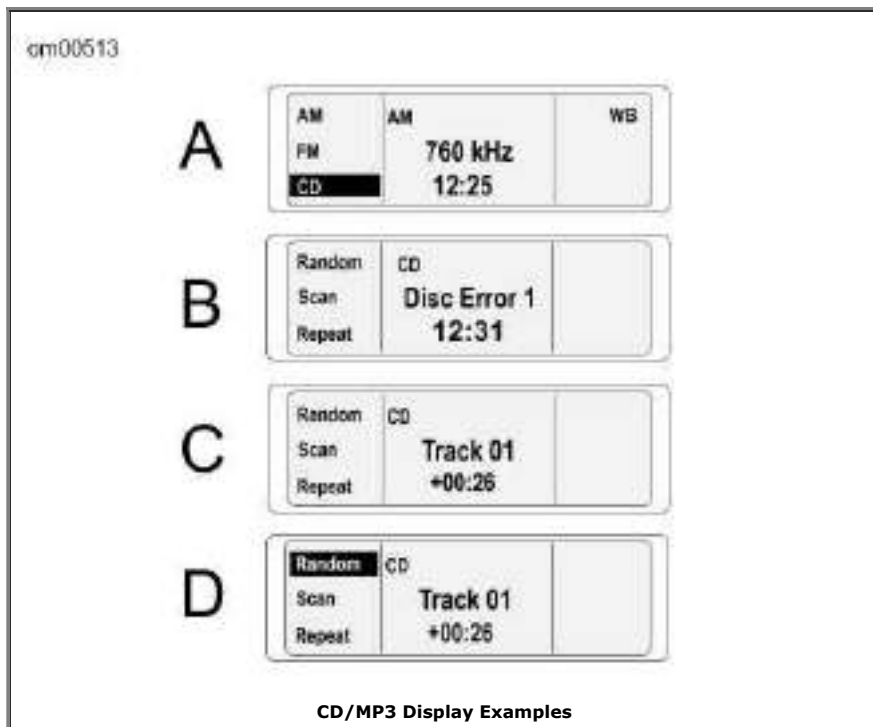 om00513
A
AM AM WB
FM 760 kHz
CD 12:25
B
Random CD
Scan Disc Error 1
Repeat 12:31
C
Random CD
Scan Track 01
Repeat +00:26
D
Random CD
Scan Track 01
Repeat +00:26
CD/MP3 Display Examples